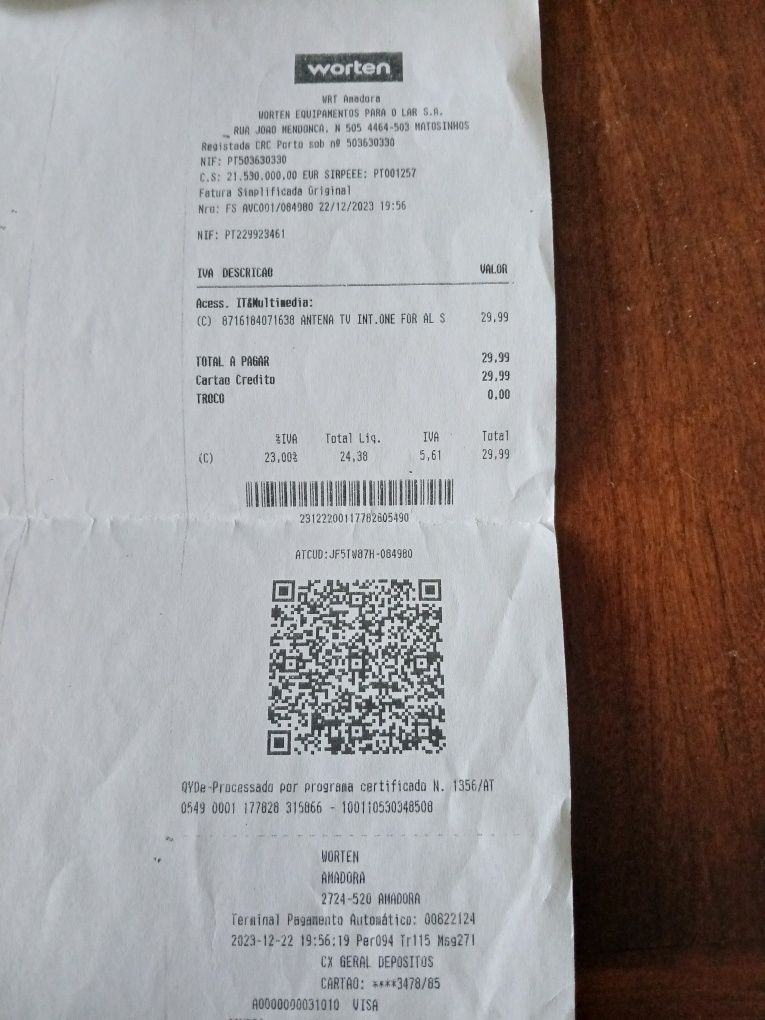 worten
WRT Amadora
WORTEN EQUIPAMENTOS PARA O LAR S.A.
RUA JOAO MENDONCA, N 505 4464-503 MATOSINHOS
Registada CRC Porto sob nº 503630330
NIF: PT503630330
C.S: 21.530.000,00 EUR SIRPEEE: PT001257
Fatura Simplificada Original
Nro: FS AVC001/084980 22/12/2023 19:56
NIF: PT229923461
IVA DESCRICAO VALOR
Acess. IT&Multimedia:
(C) 8716184071638 ANTENA TV INT.ONE FOR AL S 29,99
TOTAL A PAGAR 29,99
Cartao Credito 29,99
TROCO 0,00
%IVA Total Liq. IVA Total
(C) 23,00% 24,38 5,61 29,99
23122200117782605490
ATCUD:JF5TW87H-084980
QYDe-Processado por programa certificado N. 1356/AT
0549 0001 177828 315866 - 100110530348508
WORTEN
AMADORA
2724-520 AMADORA
Terminal Pagamento Automático: 00622124
2023-12-22 19:56:19 Per094 Tr115 Msg271
CX GERAL DEPOSITOS
CARTAO: ****3478/85
A0000000031010 VISA